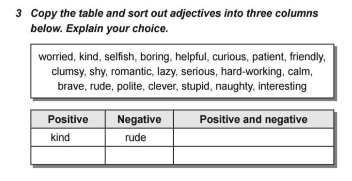 3 Copy the table and sort out adjectives into three columns
below. Explain your choice.
worried, kind, selfish, boring, helpful, curious, patient, friendly,
clumsy, shy, romantic, lazy, serious, hard-working, calm,
brave, rude, polite, clever, stupid, naughty, interesting
Positive Negative Positive and negative
kind rude